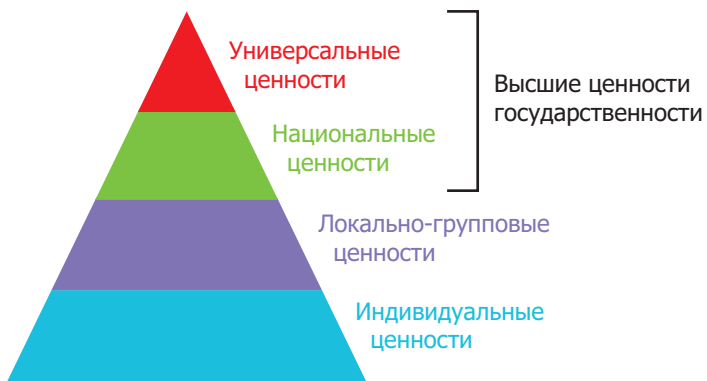 Универсальные
ценности
Высшие ценности
государственности
Национальные
ценности
Локально-групповые
ценности
Индивидуальные
ценности